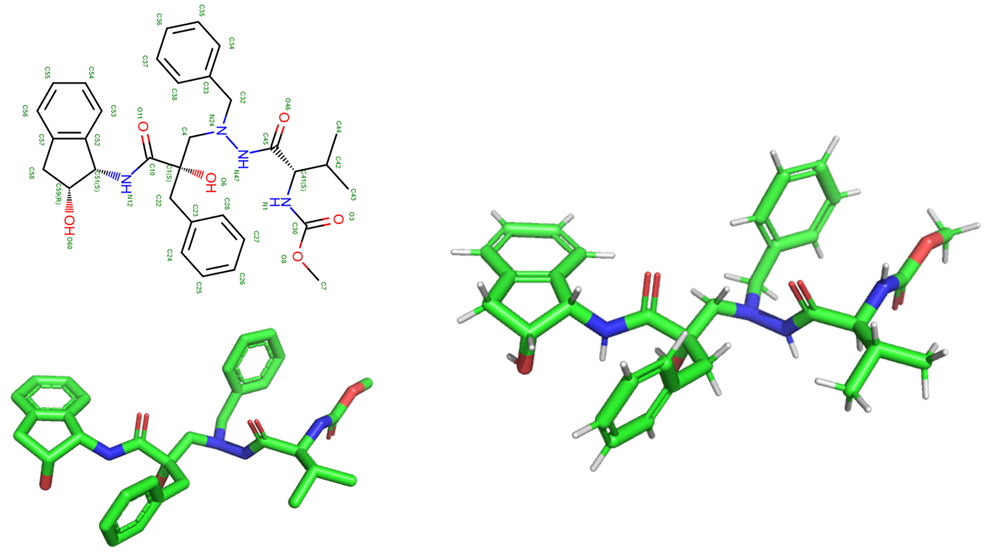 C35
C36
C34
C37
C33
C38
C32
C55
C54
C56
C53
C57
C52
C58
C59(R)
C51(S)
OH
O60
NH
N12
O
O11
C10
C4
C1(S)
OH
O6
C22
C23
C28
C27
C24
C26
C25
N
N24
NH
N47
O
O46
C45
C44
C42
C43
C41(S)
HN
N1
C30
O
O3
O
O8
C7